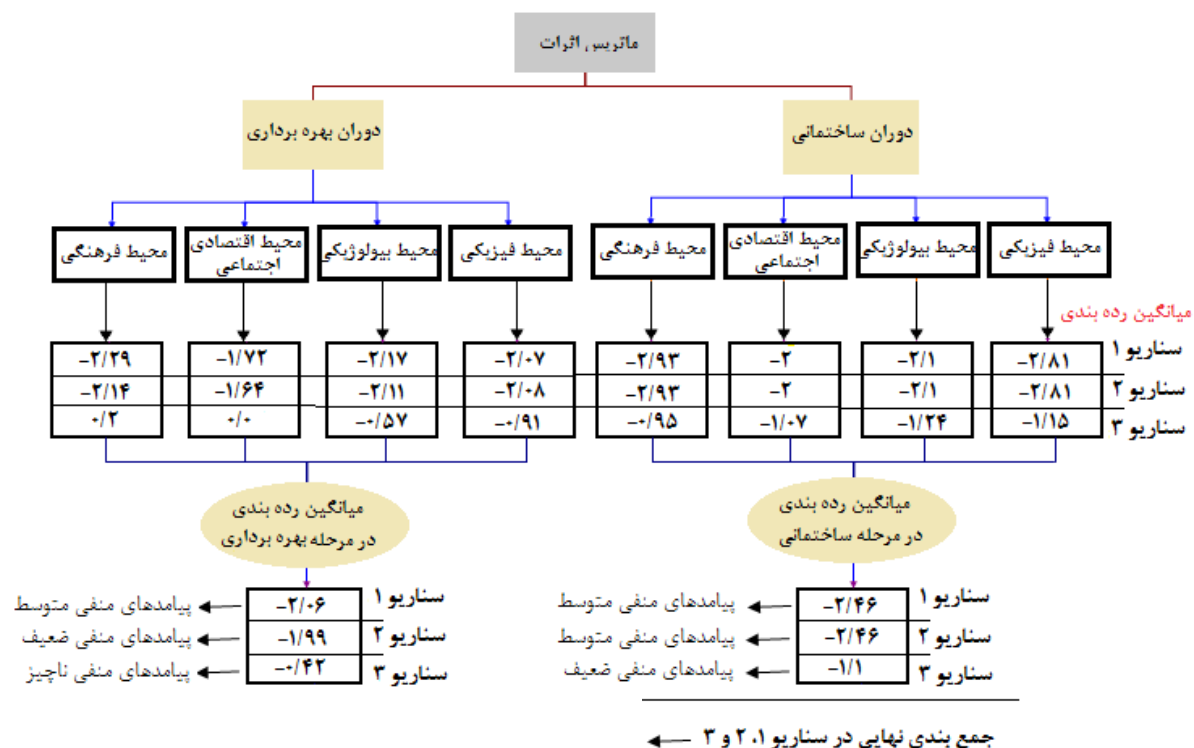 ماتریس اثرات
دوران ساختمانی
دوران بهره برداری
محیط فیزیکی
محیط بیولوژیکی
محیط اقتصادی
اجتماعی
محیط فرهنگی
محیط فیزیکی
محیط بیولوژیکی
محیط اقتصادی
اجتماعی
محیط فرهنگی
میانگین رده بندی
سناریو ۱
-۲/۸۱
-۲/۱
-۲
-۲/۹۳
-۲/۰۷
-۲/۱۷
-۱/۷۲
-۲/۲۹
سناریو ۲
-۲/۸۱
-۲/۱
-۲
-۲/۹۳
-۲/۰۸
-۲/۱۱
-۱/۶۴
-۲/۱۴
سناریو ۳
-۱/۱۵
-۱/۲۴
-۱/۰۷
-۰/۹۵
-۰/۹۱
-۰/۵۷
۰/۰
۰/۲
میانگین رده بندی
در مرحله ساختمانی
سناریو ۱
-۲/۴۶
پیامدهای منفی متوسط
سناریو ۲
-۲/۴۶
پیامدهای منفی متوسط
سناریو ۳
-۱/۱
پیامدهای منفی ضعیف
میانگین رده بندی
در مرحله بهره برداری
سناریو ۱
-۲/۰۶
پیامدهای منفی متوسط
سناریو ۲
-۱/۹۹
پیامدهای منفی ضعیف
سناریو ۳
-۰/۴۲
پیامدهای منفی ناچیز
جمع بندی نهایی در سناریو ۱، ۲ و ۳